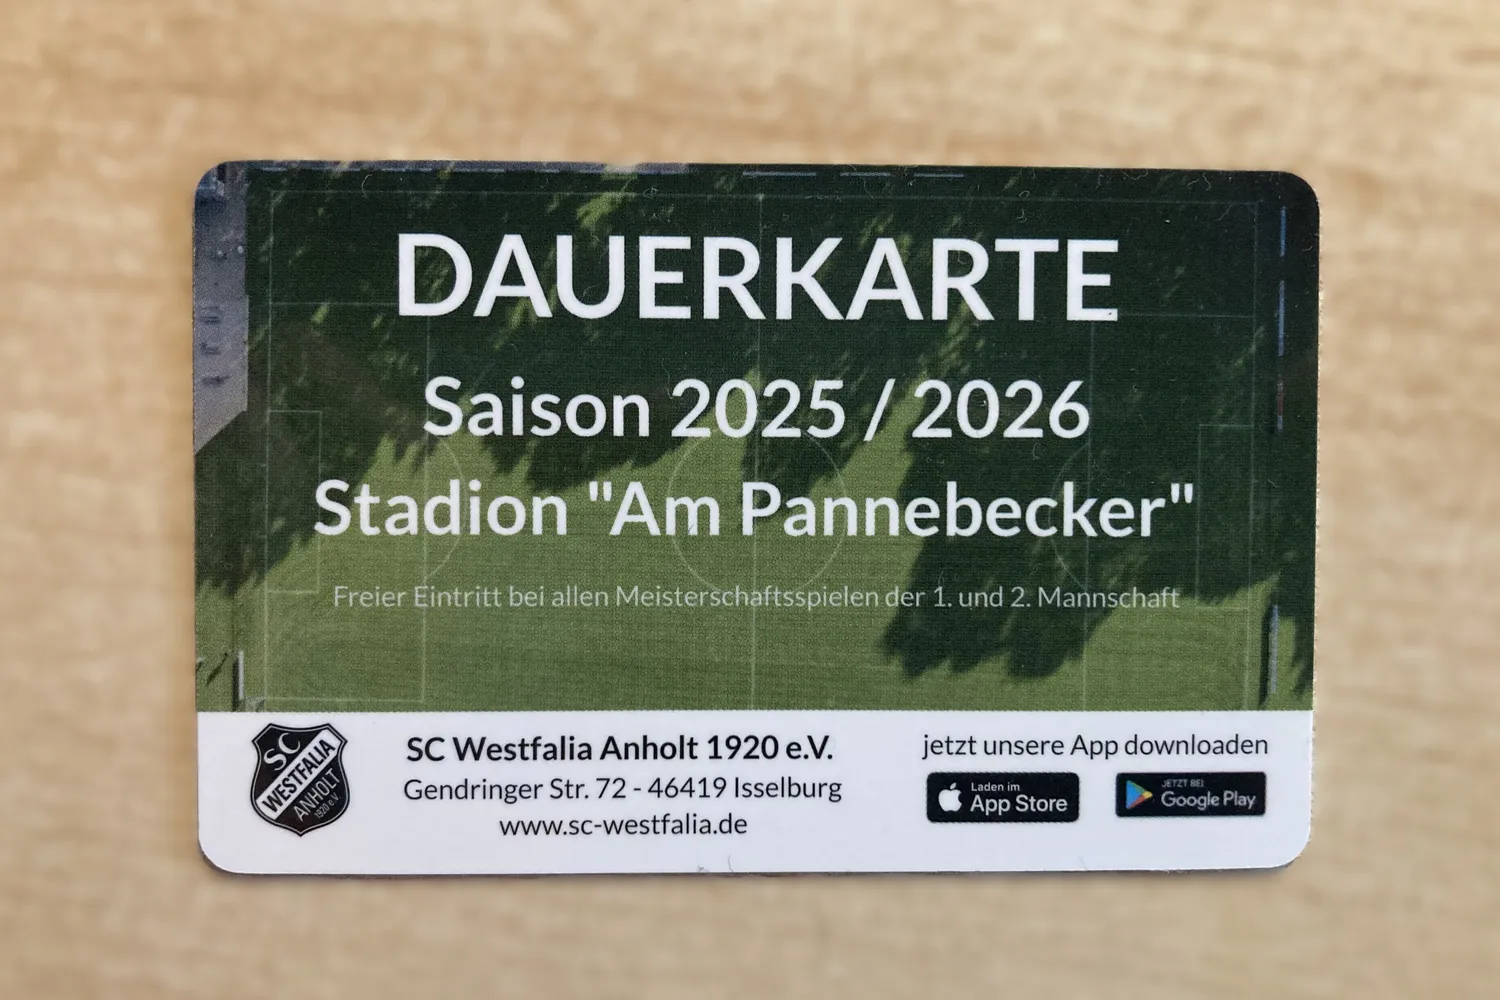 DAUERKARTE
Saison 2025 / 2026
Stadion "Am Pannebecker"
Freier Eintritt bei allen Meisterschaftsspielen der 1. und 2. Mannschaft
SC
WESTFALIA
ANHOLT
1920 e.V.
SC Westfalia Anholt 1920 e.V.
Gendringer Str. 72 - 46419 Isselburg
www.sc-westfalia.de
jetzt unsere App downloaden
Laden im
App Store
JETZT BEI
Google Play